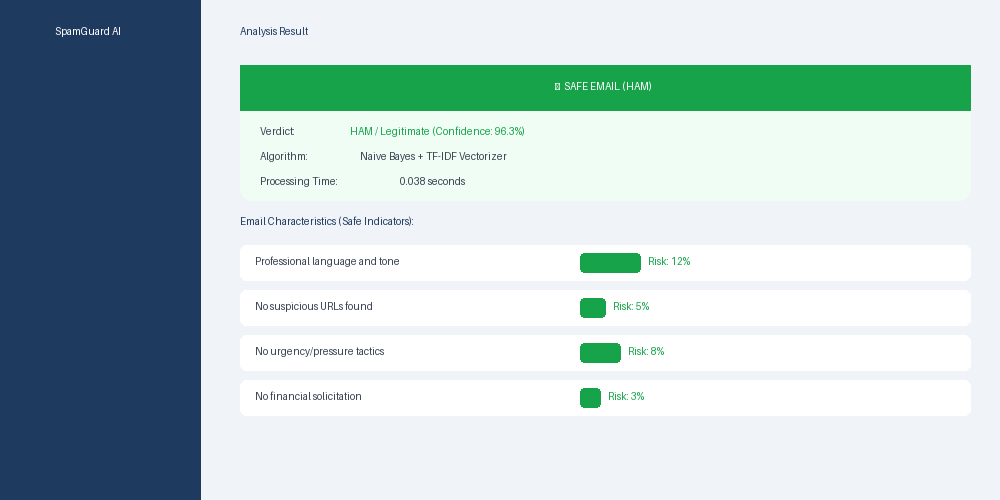 SpamGuard AI
Analysis Result
SAFE EMAIL (HAM)
Verdict: HAM / Legitimate (Confidence: 96.3%)
Algorithm: Naive Bayes + TF-IDF Vectorizer
Processing Time: 0.038 seconds
Email Characteristics (Safe Indicators):
Professional language and tone Risk: 12%
No suspicious URLs found Risk: 5%
No urgency/pressure tactics Risk: 8%
No financial solicitation Risk: 3%